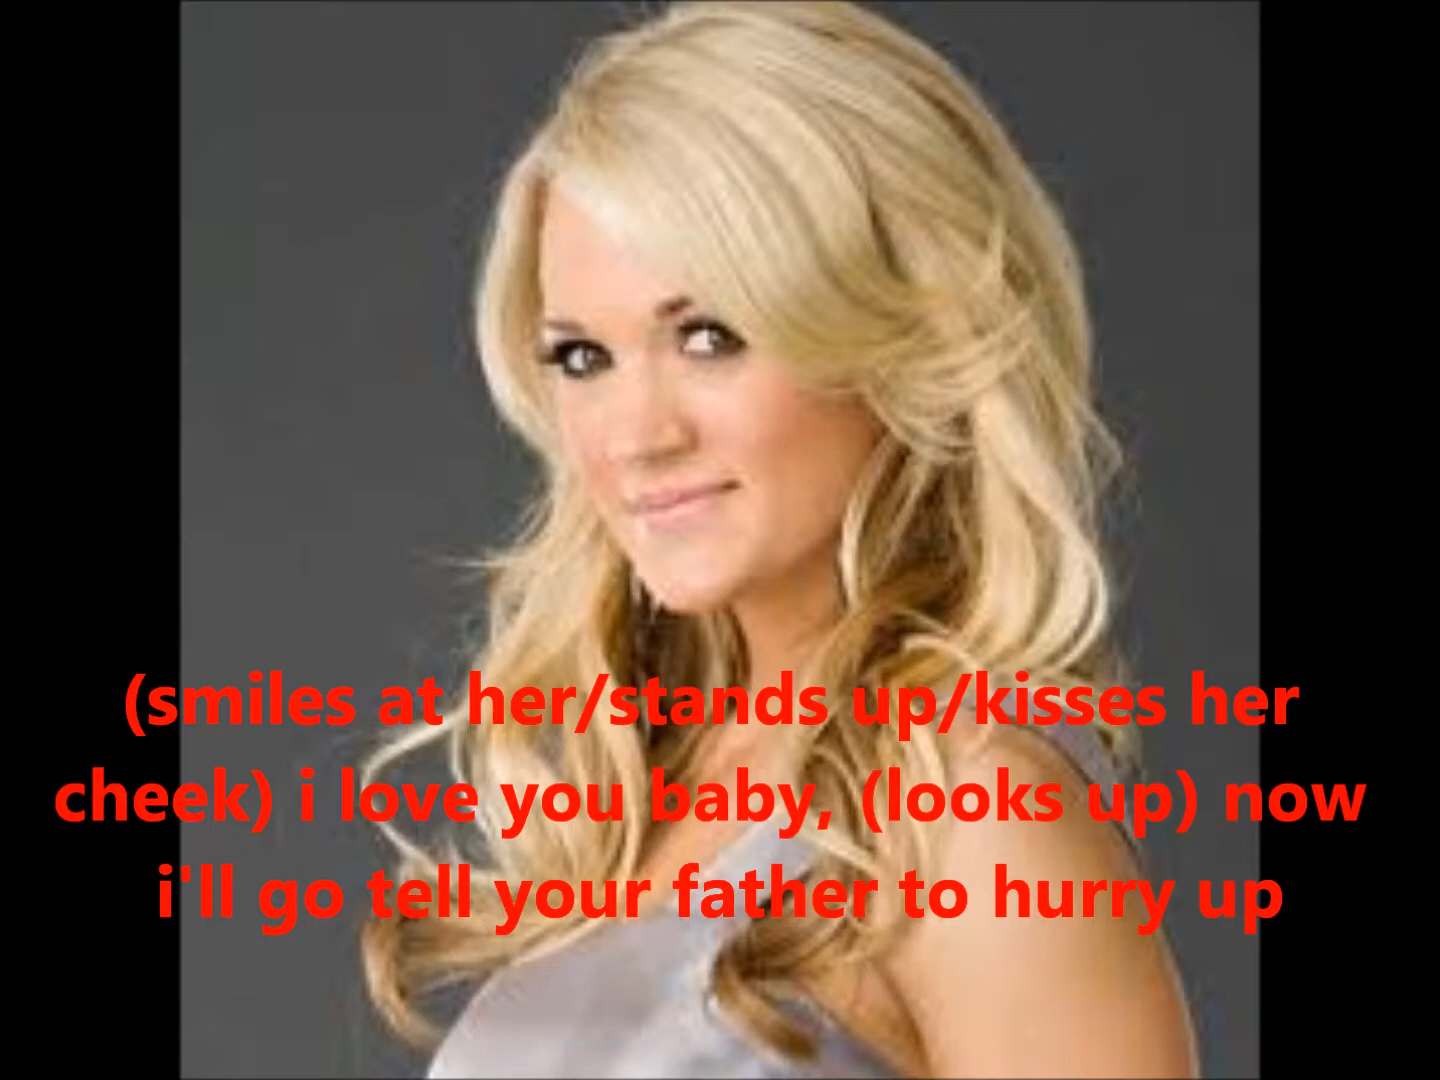 (smiles at her/stands up/kisses her
cheek) i love you baby, (looks up) now
i'll go tell your father to hurry up